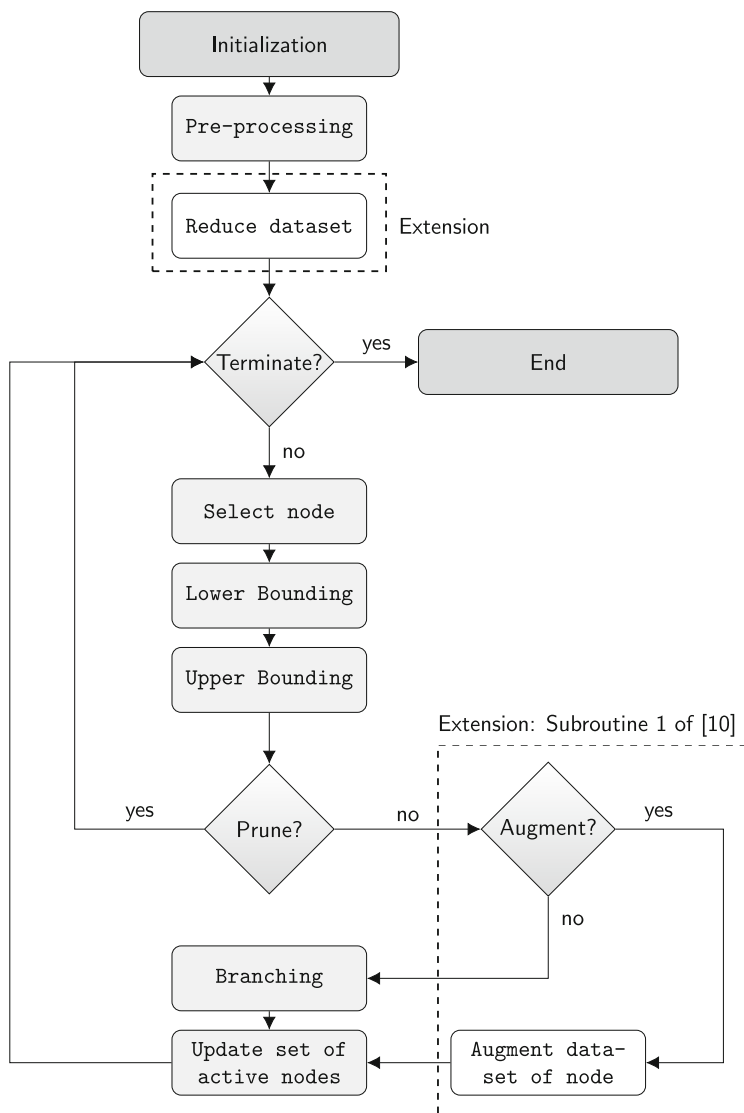 Initialization
Pre-processing
Reduce dataset
Extension
Terminate?
yes
End
no
Select node
Lower Bounding
Upper Bounding
Extension: Subroutine 1 of [10]
yes
Prune?
no
Augment?
yes
no
Branching
Update set of
active nodes
Augment data-
set of node